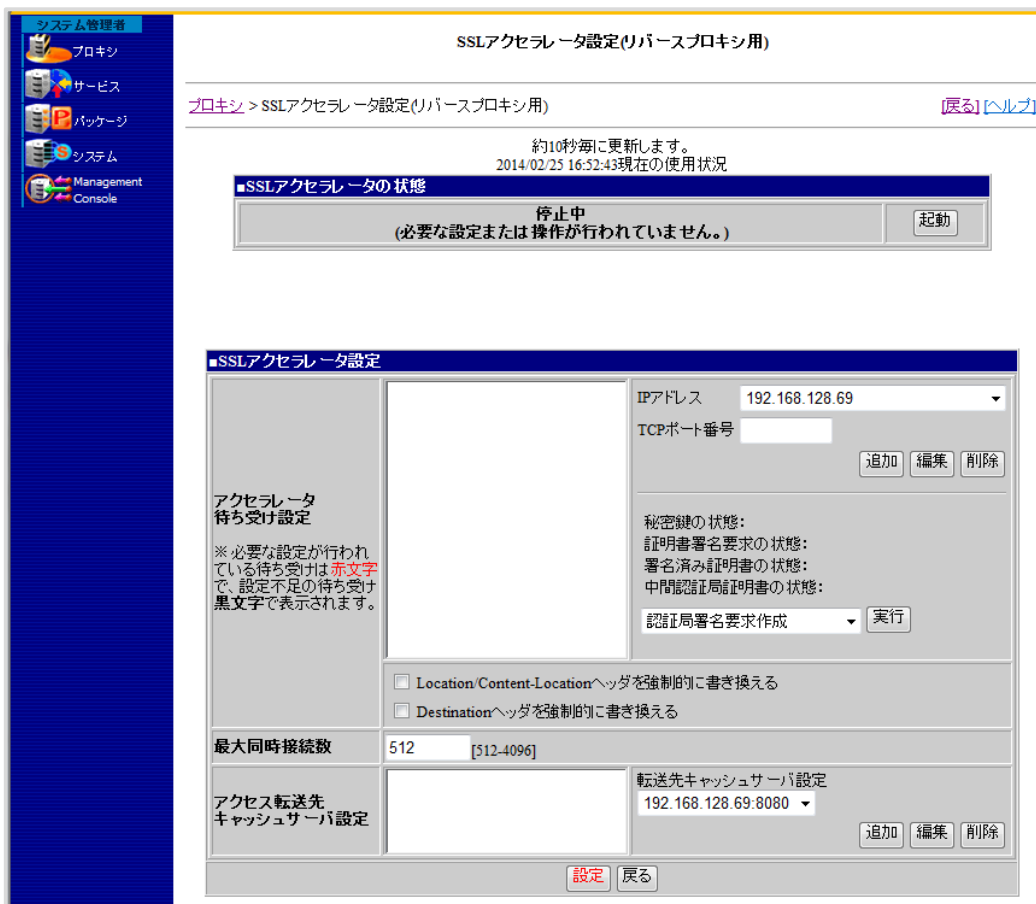 システム管理者
プロキシ
サービス
パッケージ
システム
Management
Console
SSLアクセラレータ設定(リバースプロキシ用)
プロキシ > SSLアクセラレータ設定(リバースプロキシ用)
[戻る] [ヘルプ]
約10秒毎に更新します。
2014/02/25 16:52:43現在の使用状況
■SSLアクセラレータの状態
停止中
(必要な設定または操作が行われていません。)
起動
■SSLアクセラレータ設定
アクセラレータ
待ち受け設定
※必要な設定が行われ
ている待ち受けは赤文字
で、設定不足の待ち受け
黒文字で表示されます。
IPアドレス 192.168.128.69
TCPポート番号
追加 編集 削除
秘密鍵の状態:
証明書署名要求の状態:
署名済み証明書の状態:
中間認証局証明書の状態:
認証局署名要求作成 実行
Location/Content-Locationヘッダを強制的に書き換える
Destinationヘッダを強制的に書き換える
最大同時接続数 512 [512-4096]
アクセス転送先
キャッシュサーバ設定
転送先キャッシュサーバ設定
192.168.128.69:8080
追加 編集 削除
設定 戻る